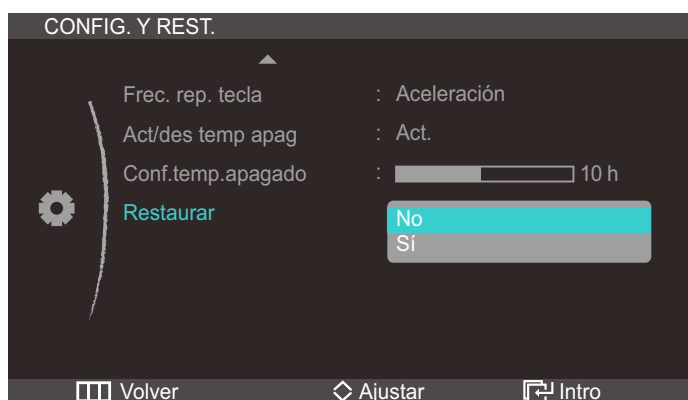 CONFIG. Y REST.
Frec. rep. tecla : Aceleración
Act/des temp apag : Act.
Conf.temp.apagado : 10 h
Restaurar
No
Sí
Volver Ajustar Intro